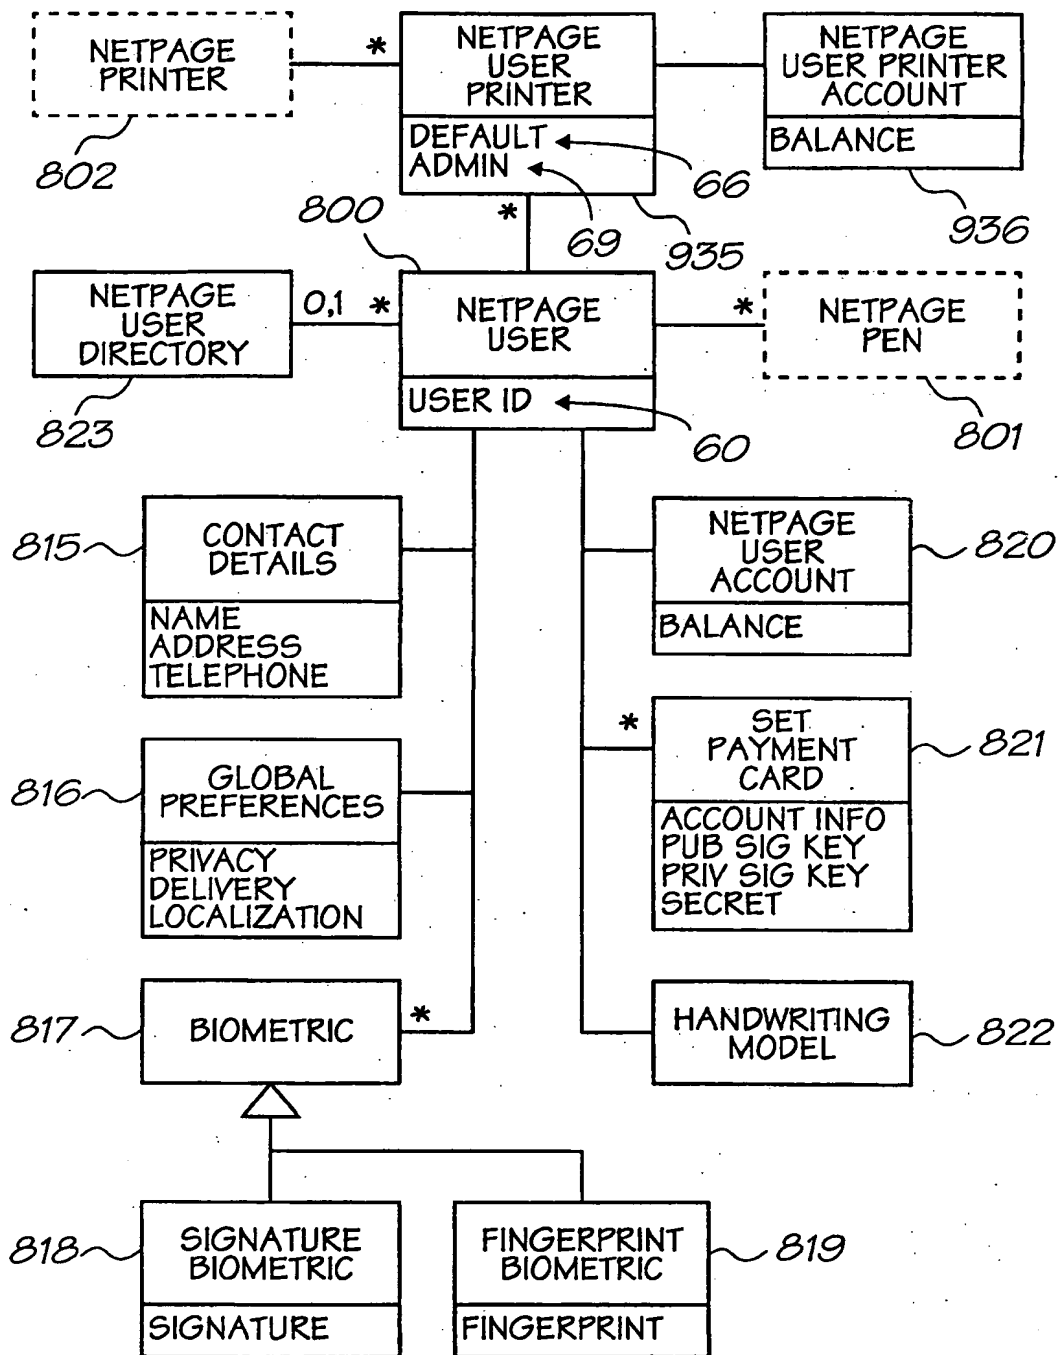 NETPAGE
PRINTER
802
*
NETPAGE
USER
PRINTER
DEFAULT
ADMIN
66
69
935
NETPAGE
USER PRINTER
ACCOUNT
BALANCE
936
*
800
NETPAGE
USER
DIRECTORY
823
0,1
*
NETPAGE
USER
USER ID
60
*
NETPAGE
PEN
801
815
CONTACT
DETAILS
NAME
ADDRESS
TELEPHONE
NETPAGE
USER
ACCOUNT
BALANCE
820
816
GLOBAL
PREFERENCES
PRIVACY
DELIVERY
LOCALIZATION
*
SET
PAYMENT
CARD
ACCOUNT INFO
PUB SIG KEY
PRIV SIG KEY
SECRET
821
817
BIOMETRIC
*
HANDWRITING
MODEL
822
818
SIGNATURE
BIOMETRIC
SIGNATURE
FINGERPRINT
BIOMETRIC
FINGERPRINT
819